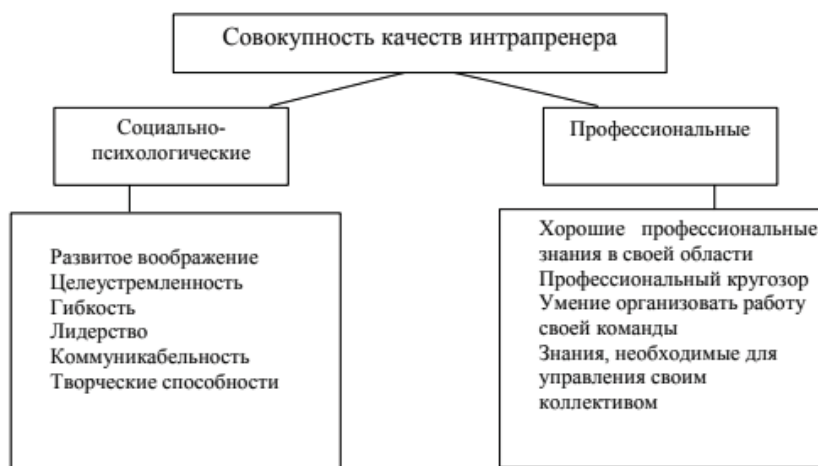 Совокупность качеств интрапренера
Социально-
психологические
Профессиональные
Развитое воображение
Целеустремленность
Гибкость
Лидерство
Коммуникабельность
Творческие способности
Хорошие профессиональные
знания в своей области
Профессиональный кругозор
Умение организовать работу
своей команды
Знания, необходимые для
управления своим
коллективом